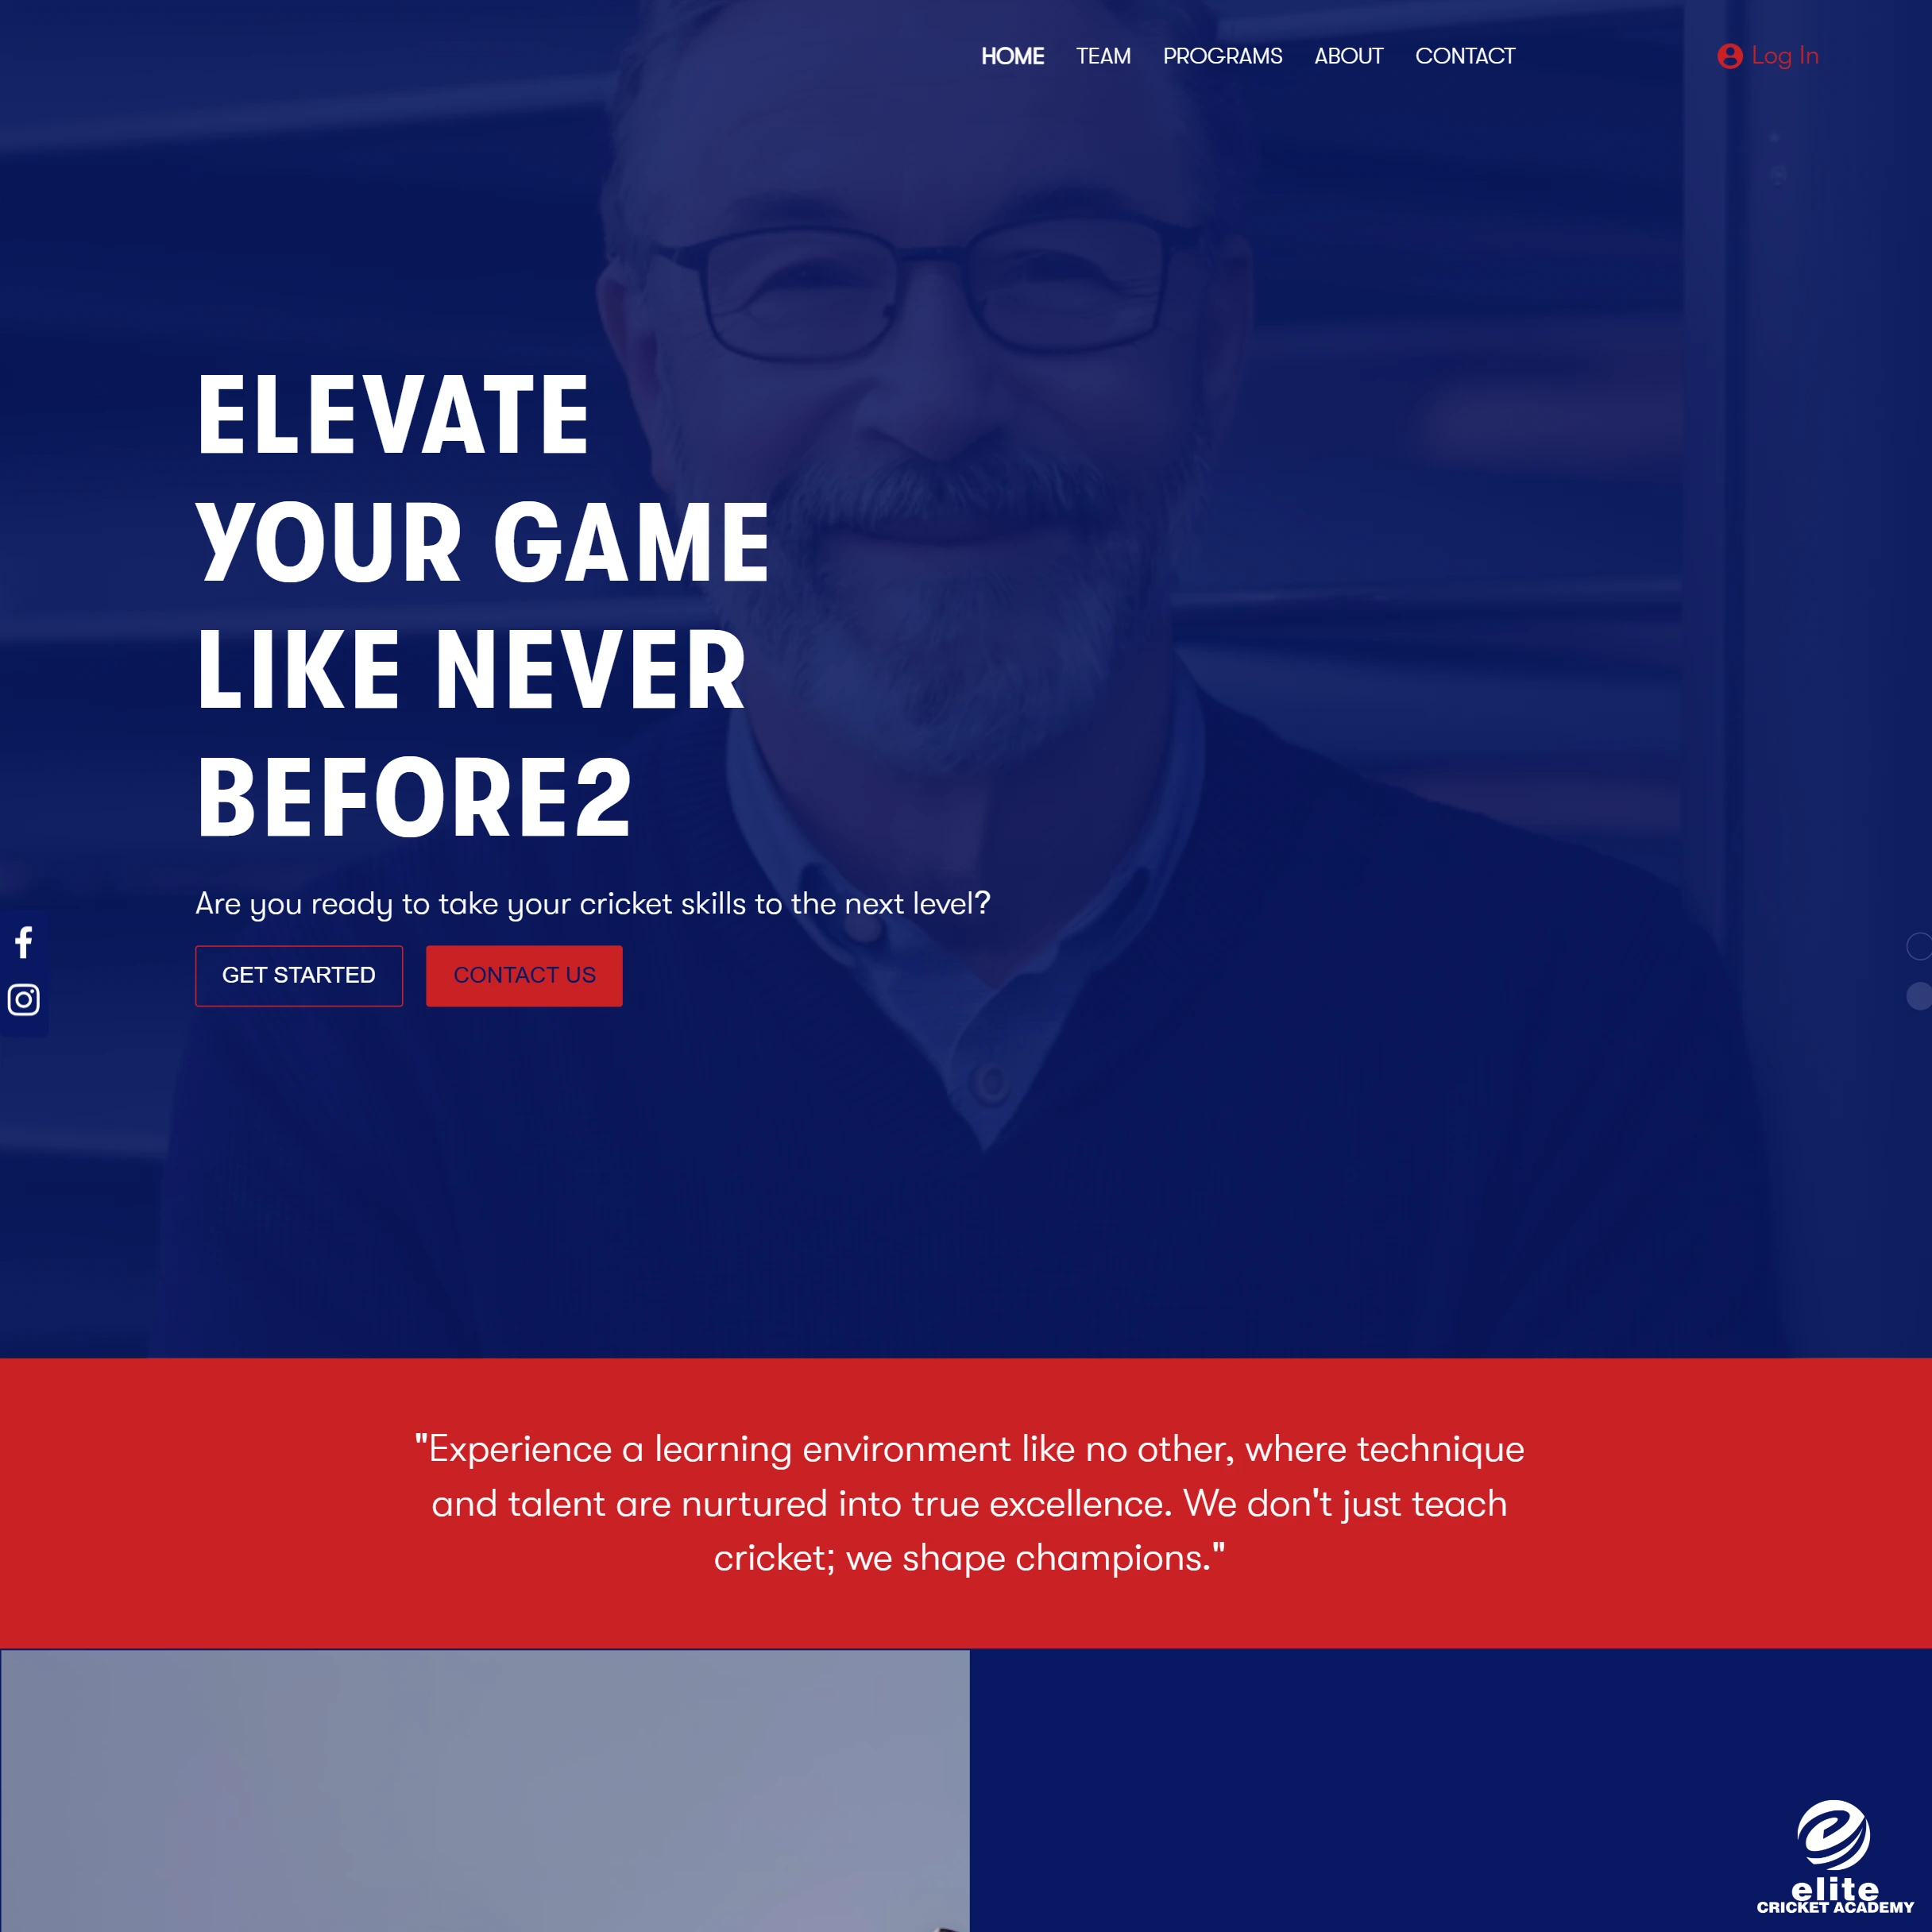 HOME TEAM PROGRAMS ABOUT CONTACT Log In
ELEVATE
YOUR GAME
LIKE NEVER
BEFORE2
Are you ready to take your cricket skills to the next level?
GET STARTED CONTACT US
"Experience a learning environment like no other, where technique
and talent are nurtured into true excellence. We don't just teach
cricket; we shape champions."
elite
CRICKET ACADEMY